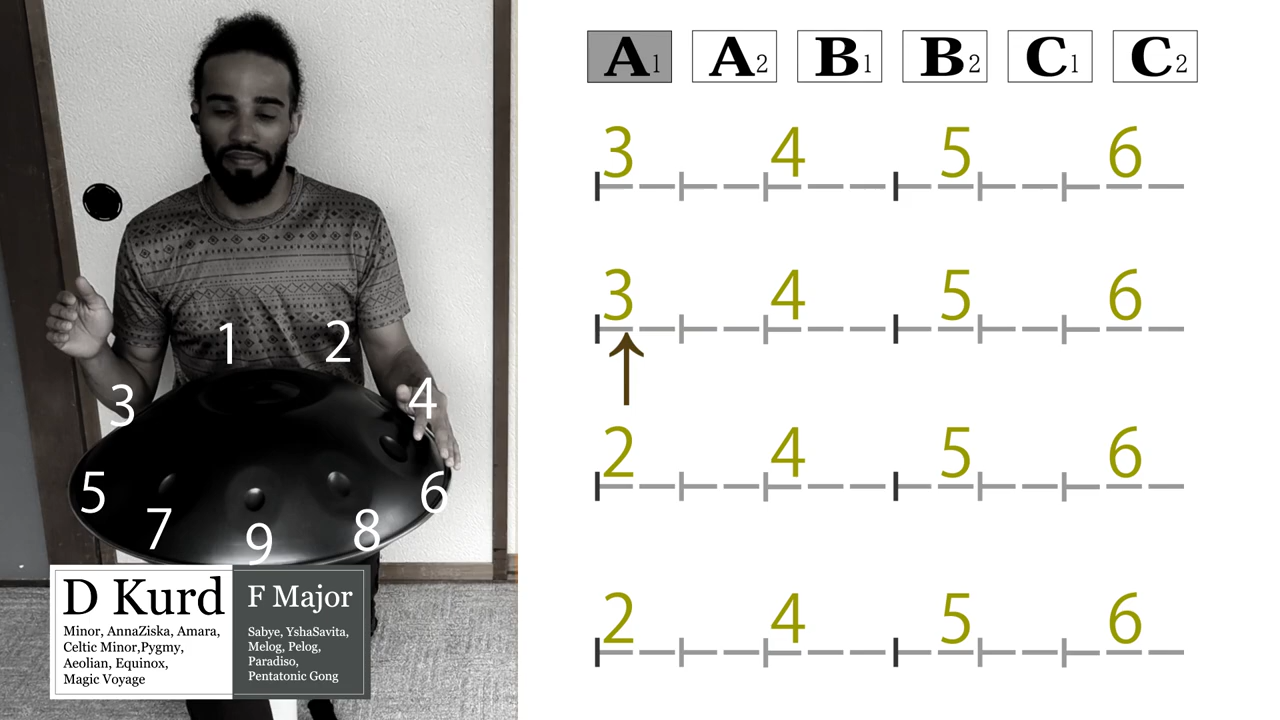 A1 A2 B1 B2 C1 C2
3 4 5 6
3 4 5 6
2 4 5 6
2 4 5 6
1 2
3 4
5 6
7 8
9
D Kurd
Minor, AnnaZiska, Amara,
Celtic Minor,Pygmy,
Aeolian, Equinox,
Magic Voyage
F Major
Sabye, YshaSavita,
Melog, Pelog,
Paradiso,
Pentatonic Gong